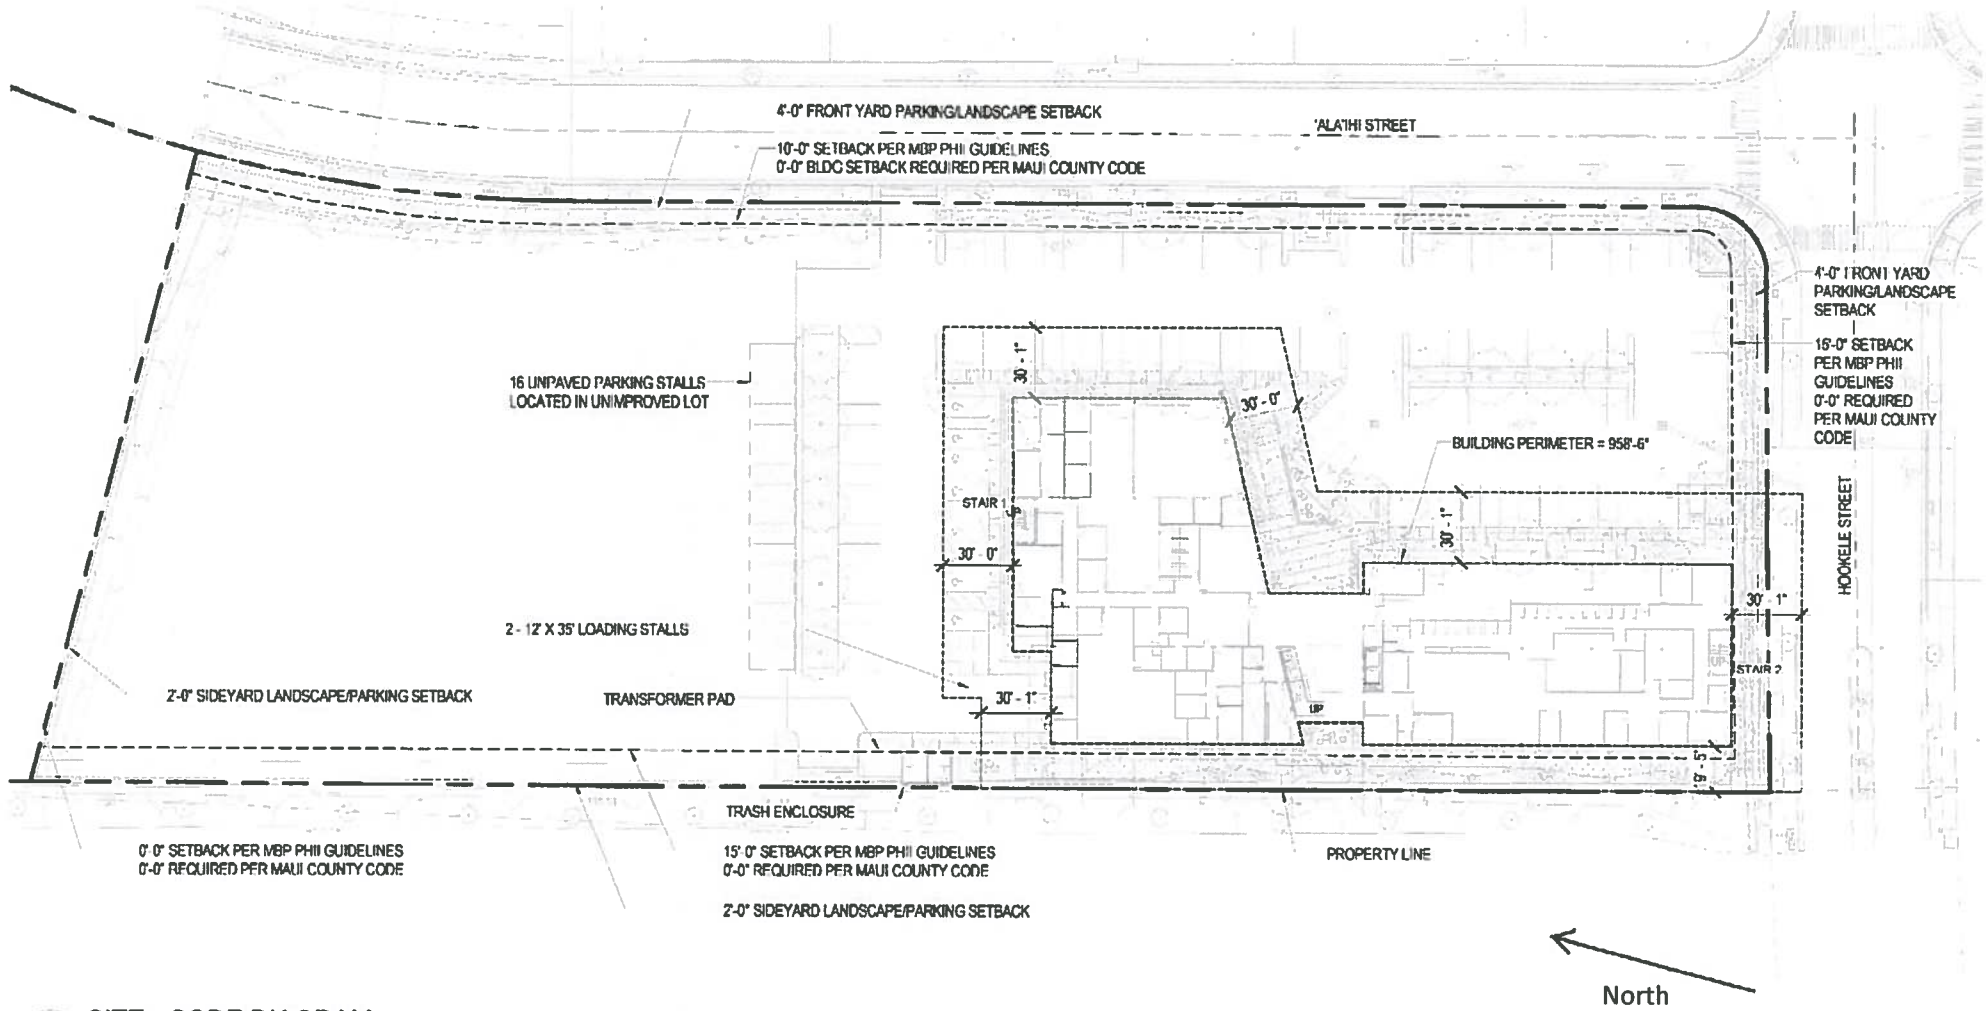 4'-0" FRONT YARD PARKING/LANDSCAPE SETBACK
'ALA'IHI STREET
10'-0" SETBACK PER MBP PHII GUIDELINES
0'-0" BLDG SETBACK REQUIRED PER MAUI COUNTY CODE
4'-0" FRONT YARD
PARKING/LANDSCAPE
SETBACK
15'-0" SETBACK
PER MBP PHII
GUIDELINES
0'-0" REQUIRED
PER MAUI COUNTY
CODE
30' - 1"
16 UNPAVED PARKING STALLS
LOCATED IN UNIMPROVED LOT
30' - 0"
BUILDING PERIMETER = 958'-6"
STAIR 1
UP
30' - 1"
HOOKELE STREET
30' - 0"
30' - 1"
2 - 12' X 35' LOADING STALLS
STAIR 2
UP
2'-0" SIDEYARD LANDSCAPE/PARKING SETBACK
TRANSFORMER PAD
30' - 1"
UP
9' - 5"
TRASH ENCLOSURE
0'-0" SETBACK PER MBP PHII GUIDELINES
0'-0" REQUIRED PER MAUI COUNTY CODE
15'-0" SETBACK PER MBP PHII GUIDELINES
0'-0" REQUIRED PER MAUI COUNTY CODE
PROPERTY LINE
2'-0" SIDEYARD LANDSCAPE/PARKING SETBACK
North